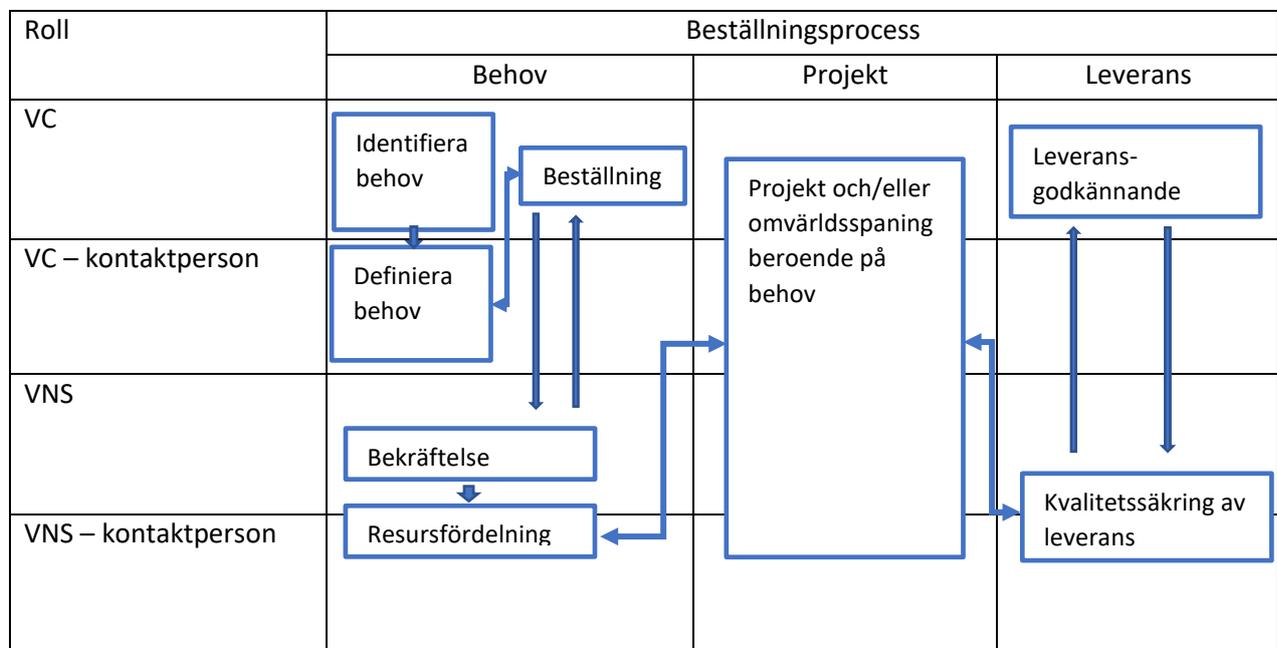 Roll
Beställningsprocess
Behov
Projekt
Leverans
VC
Identifiera
behov
Beställning
Projekt och/eller
omvärldsspaning
beroende på
behov
Leverans-
godkännande
VC – kontaktperson
Definiera
behov
VNS
Bekräftelse
VNS – kontaktperson
Resursfördelning
Kvalitetssäkring av
leverans